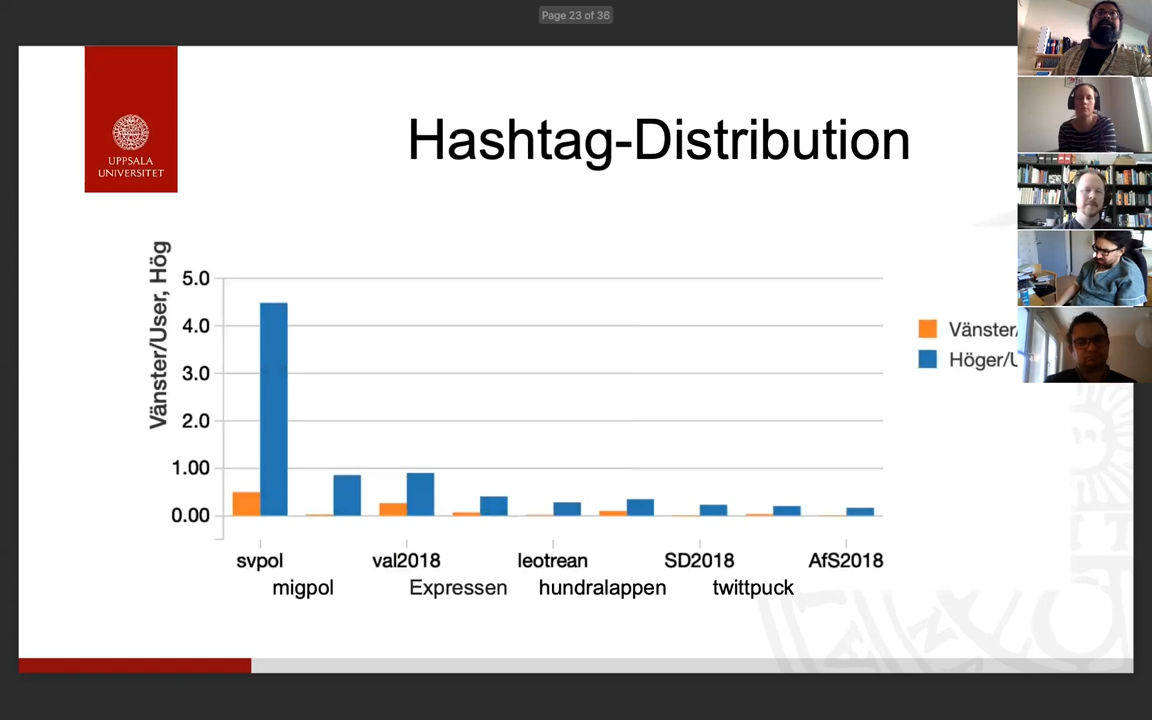 Page 23 of 36
UPPSALA
UNIVERSITET
Hashtag-Distribution
Vänster/User, Hög
5.0
4.0
3.0
2.0
1.00
0.00
Vänster/
Höger/U
svpol
val2018
leotrean
SD2018
AfS2018
migpol
Expressen
hundralappen
twittpuck